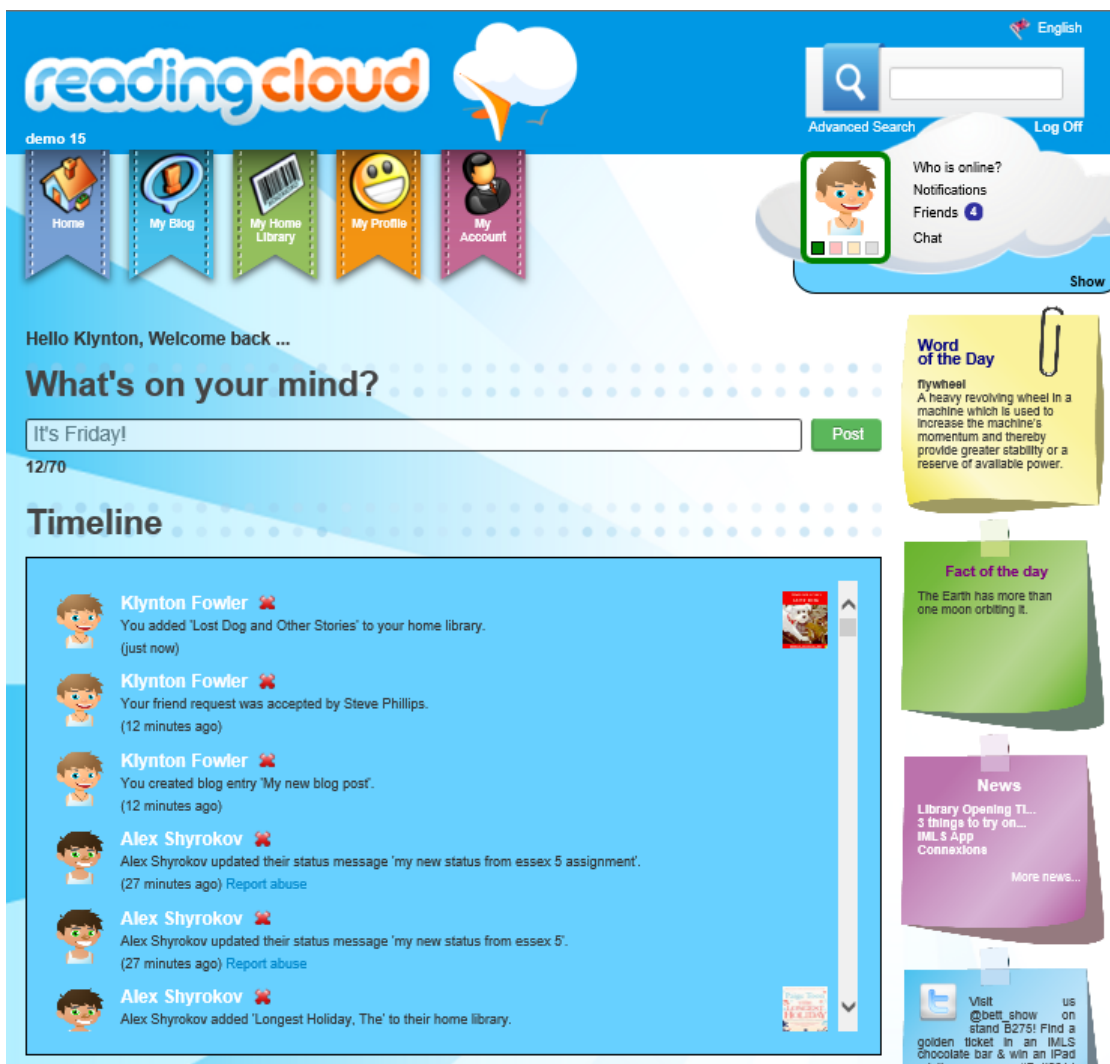 English
readingcloud
demo 15
Advanced Search
Log Off
Home
My Blog
My Home
Library
My Profile
My
Account
Who is online?
Notifications
Friends 4
Chat
Show
Hello Klynton, Welcome back ...
What's on your mind?
It's Friday!
Post
12/70
Timeline
Klynton Fowler
You added 'Lost Dog and Other Stories' to your home library.
(just now)
Klynton Fowler
Your friend request was accepted by Steve Phillips.
(12 minutes ago)
Klynton Fowler
You created blog entry 'My new blog post'.
(12 minutes ago)
Alex Shyrokov
Alex Shyrokov updated their status message 'my new status from essex 5 assignment'.
(27 minutes ago) Report abuse
Alex Shyrokov
Alex Shyrokov updated their status message 'my new status from essex 5'.
(27 minutes ago) Report abuse
Alex Shyrokov
Alex Shyrokov added 'Longest Holiday, The' to their home library.
LONGEST
HOLIDAY
Word
of the Day
flywheel
A heavy revolving wheel in a
machine which is used to
increase the machine's
momentum and thereby
provide greater stability or a
reserve of available power.
Fact of the day
The Earth has more than
one moon orbiting it.
News
Library Opening Ti...
3 things to try on...
IMLS App
Connexions
More news...
Visit us
@bett_show on
stand B275! Find a
golden ticket in an IMLS
chocolate bar & win an iPad